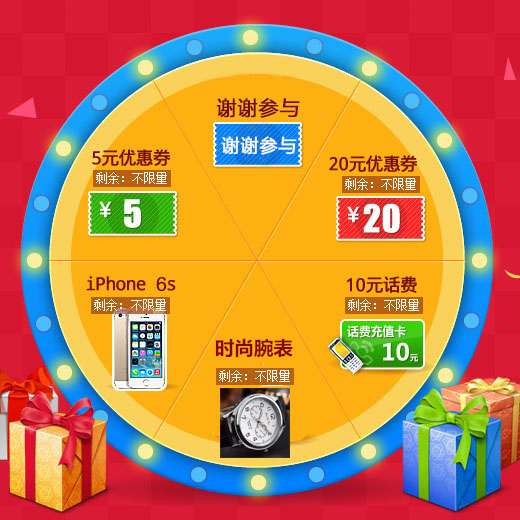 谢谢参与
谢谢参与
5元优惠券
剩余：不限量
¥5
20元优惠券
剩余：不限量
¥20
iPhone 6s
剩余：不限量
10元话费
剩余：不限量
话费充值卡
10元
时尚腕表
剩余：不限量